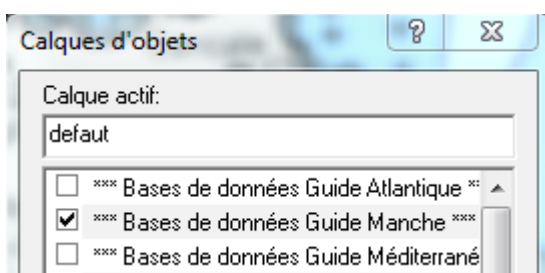 Calques d'objets
Calque actif:
defaut
*** Bases de données Guide Atlantique **
*** Bases de données Guide Manche ***
*** Bases de données Guide Méditerrané